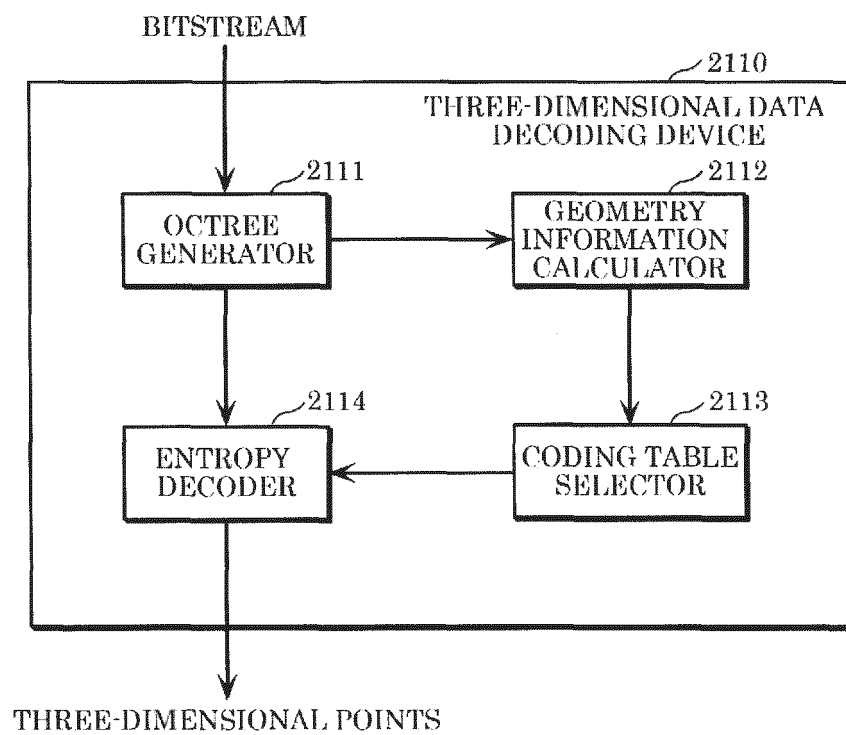 BITSTREAM
2110
THREE-DIMENSIONAL DATA
DECODING DEVICE
2111
OCTREE
GENERATOR
2112
GEOMETRY
INFORMATION
CALCULATOR
2114
ENTROPY
DECODER
2113
CODING TABLE
SELECTOR
THREE-DIMENSIONAL POINTS